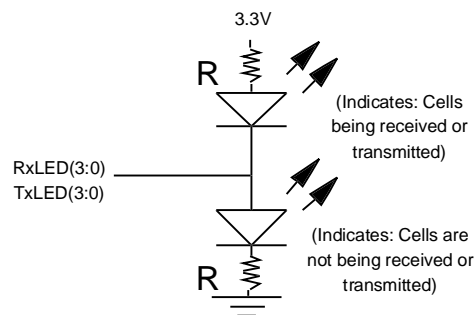 3.3V
R
(Indicates: Cells
being received or
transmitted)
RxLED(3:0)
TxLED(3:0)
(Indicates: Cells are
not being received or
transmitted)
R